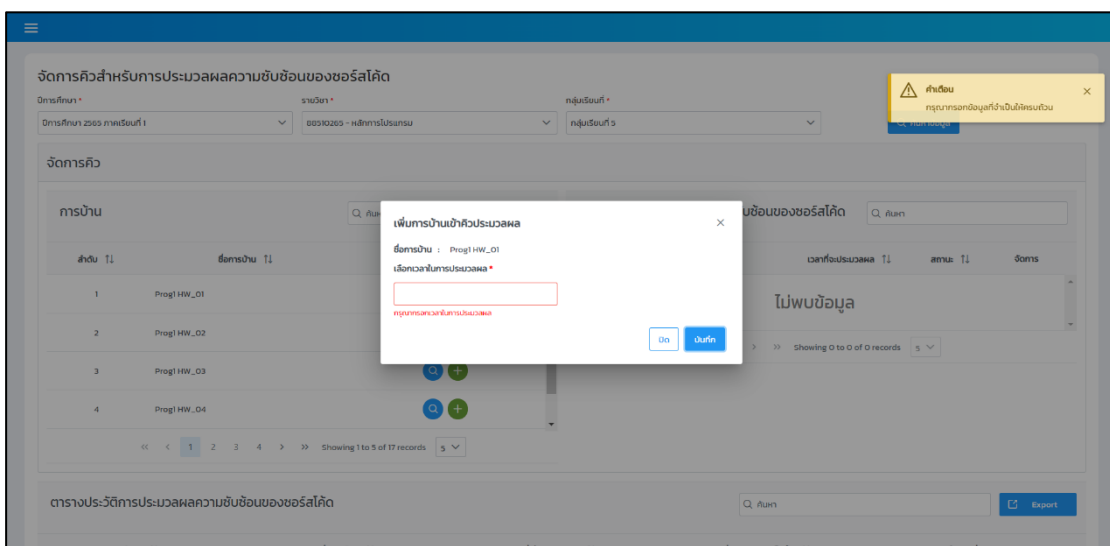 จัดการคิวสำหรับการประมวลผลความซับซ้อนของซอร์สโค้ด
ปีการศึกษา * รายวิชา * กลุ่มเรียนที่ *
ปีการศึกษา 2565 ภาคเรียนที่ 1 88510265 - หลักการโปรแกรม กลุ่มเรียนที่ 5
คำเตือน
กรุณากรอกข้อมูลที่จำเป็นให้ครบถ้วน
จัดการคิว
การบ้าน
ลำดับ ชื่อการบ้าน
1 Prog1 HW_01
2 Prog1 HW_02
3 Prog1 HW_03
4 Prog1 HW_04
1 2 3 4 Showing 1 to 5 of 17 records 5
เพิ่มการบ้านเข้าคิวประมวลผล
ชื่อการบ้าน : Prog1 HW_01
เลือกเวลาในการประมวลผล *
กรุณากรอกเวลาในการประมวลผล
ปิด บันทึก
ซับซ้อนของซอร์สโค้ด ค้นหา
เวลาที่จะประมวลผล สถานะ จัดการ
ไม่พบข้อมูล
Showing 0 to 0 of 0 records 5
ตารางประวัติการประมวลผลความซับซ้อนของซอร์สโค้ด ค้นหา Export